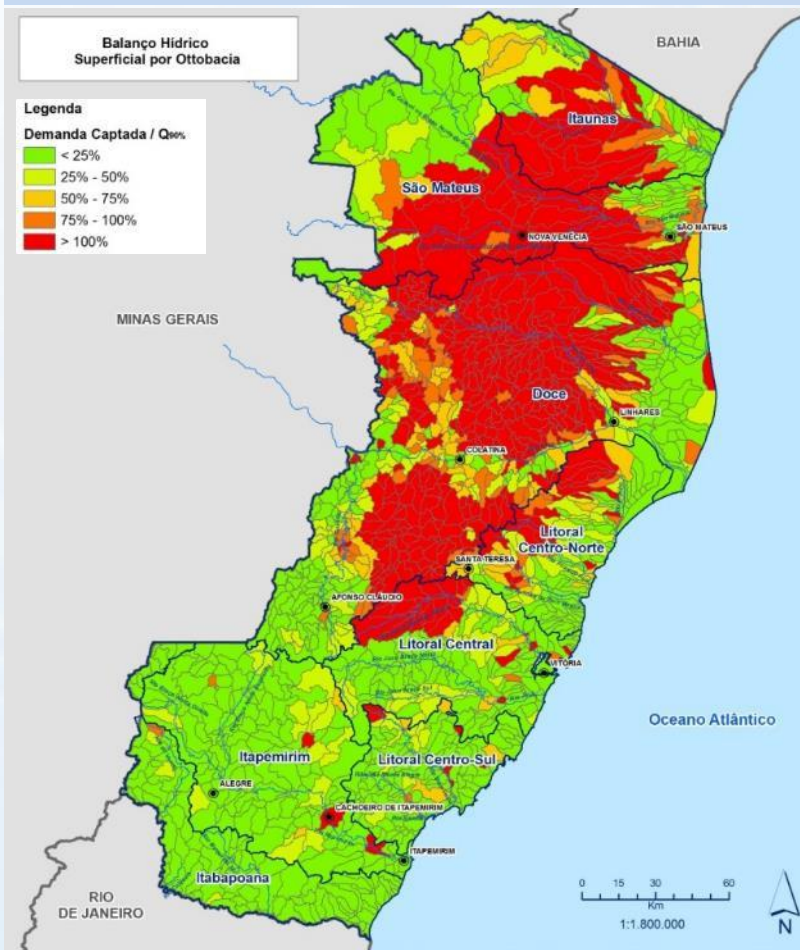 Balanço Hídrico
Superficial por Ottobacia
Legenda
Demanda Captada / Q90%
< 25%
25% - 50%
50% - 75%
75% - 100%
> 100%
BAHIA
Itaunas
São Mateus
NOVA VENÉCIA
SÃO MATEUS
MINAS GERAIS
Doce
LINHARES
COLATINA
Litoral
Centro-Norte
SANTA TERESA
AFONSO CLÁUDIO
Litoral Central
VITÓRIA
Oceano Atlântico
Itapemirim
Litoral Centro-Sul
ALEGRE
CACHOEIRO DE ITAPEMIRIM
ITAPEMIRIM
Itabapoana
RIO
DE JANEIRO
0 15 30 60
Km
1:1.800.000
N